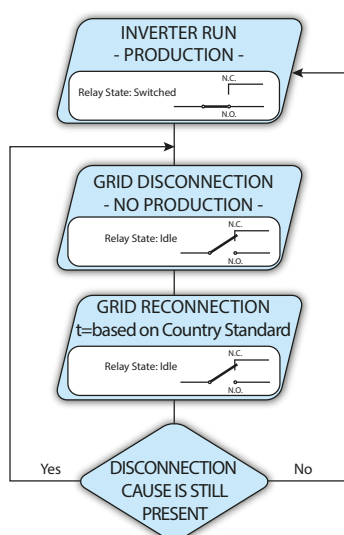 INVERTER RUN
- PRODUCTION -
N.C.
Relay State: Switched
N.O.
GRID DISCONNECTION
- NO PRODUCTION -
N.C.
Relay State: Idle
N.O.
GRID RECONNECTION
t=based on Country Standard
N.C.
Relay State: Idle
N.O.
Yes
No
DISCONNECTION
CAUSE IS STILL
PRESENT